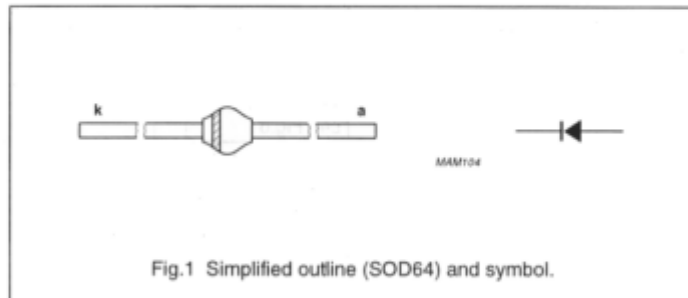 k
a
MAM104
Fig.1 Simplified outline (SOD64) and symbol.